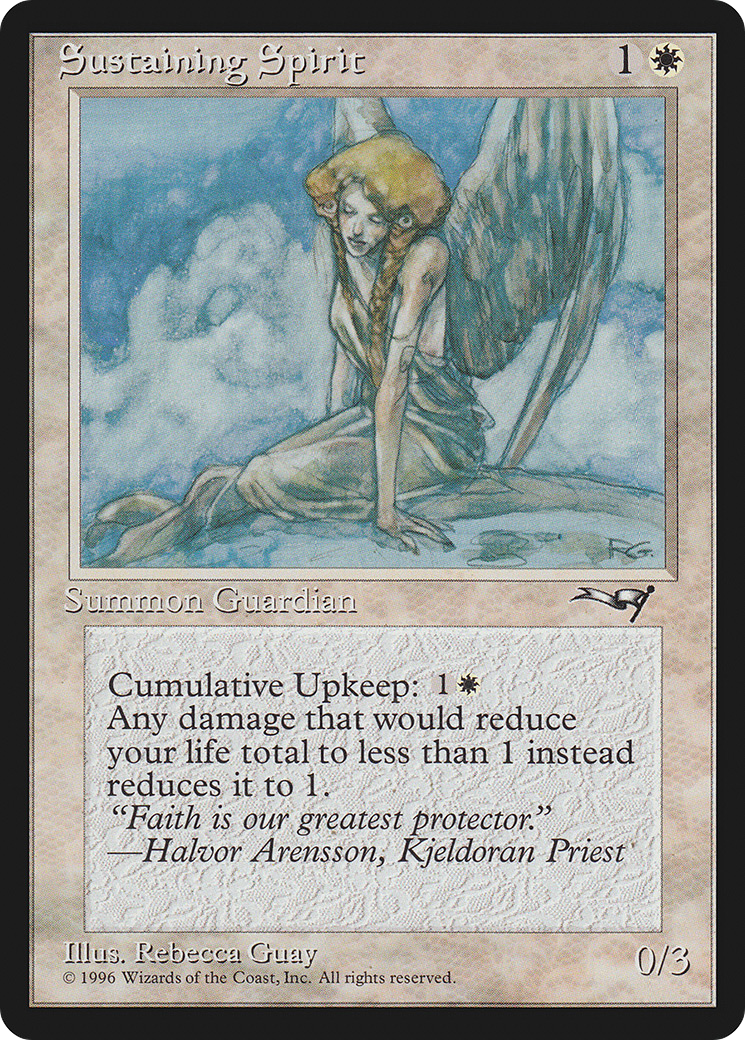 Sustaining Spirit 1
RG.
Summon Guardian
Cumulative Upkeep: 1
Any damage that would reduce
your life total to less than 1 instead
reduces it to 1.
“Faith is our greatest protector.”
—Halvor Arensson, Kjeldoran Priest
Illus. Rebecca Guay
0/3
© 1996 Wizards of the Coast, Inc. All rights reserved.